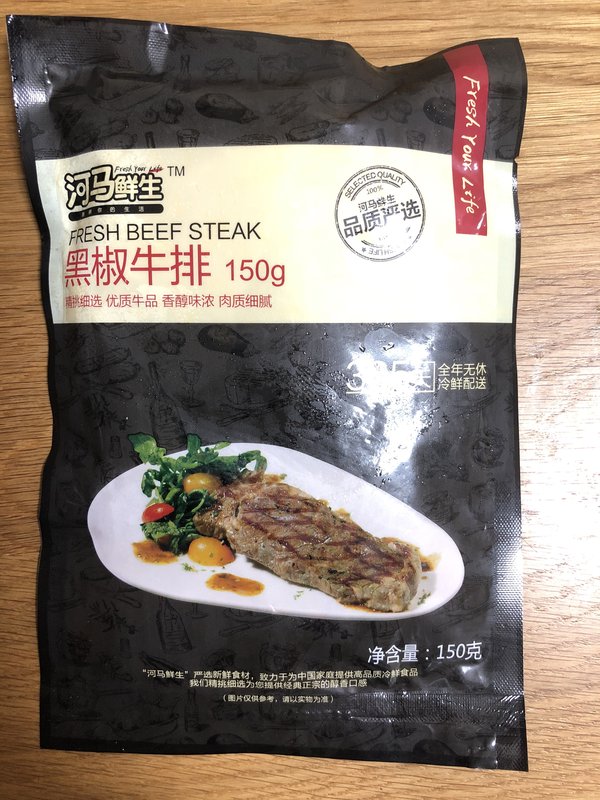 Fresh Your Life
Fresh Your Life
河马鲜生 TM
生活
SELECTED QUALITY
100%
河马鲜生
品质严选
FRESH BEEF STEAK
黑椒牛排 150g
精挑细选 优质牛品 香醇味浓 肉质细腻
全年无休
冷鲜配送
净含量：150克
“河马鲜生”严选新鲜食材，致力于为中国家庭提供高品质冷鲜食品
我们精挑细选为您提供经典正宗的醇香口感
（图片仅供参考，请以实物为准）